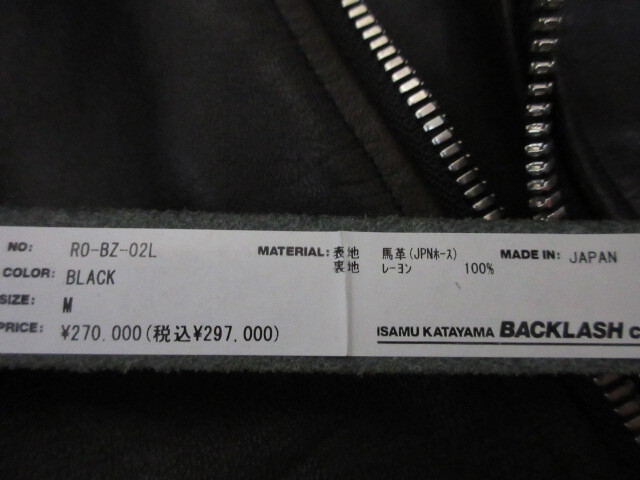 NO: RO-BZ-02L MATERIAL: 表地 馬革(JPNﾎｰｽ) MADE IN: JAPAN
COLOR: BLACK 裏地 ﾚｰﾖﾝ 100%
SIZE: M
PRICE: ¥270.000(税込¥297.000) ISAMU KATAYAMA BACKLASH C